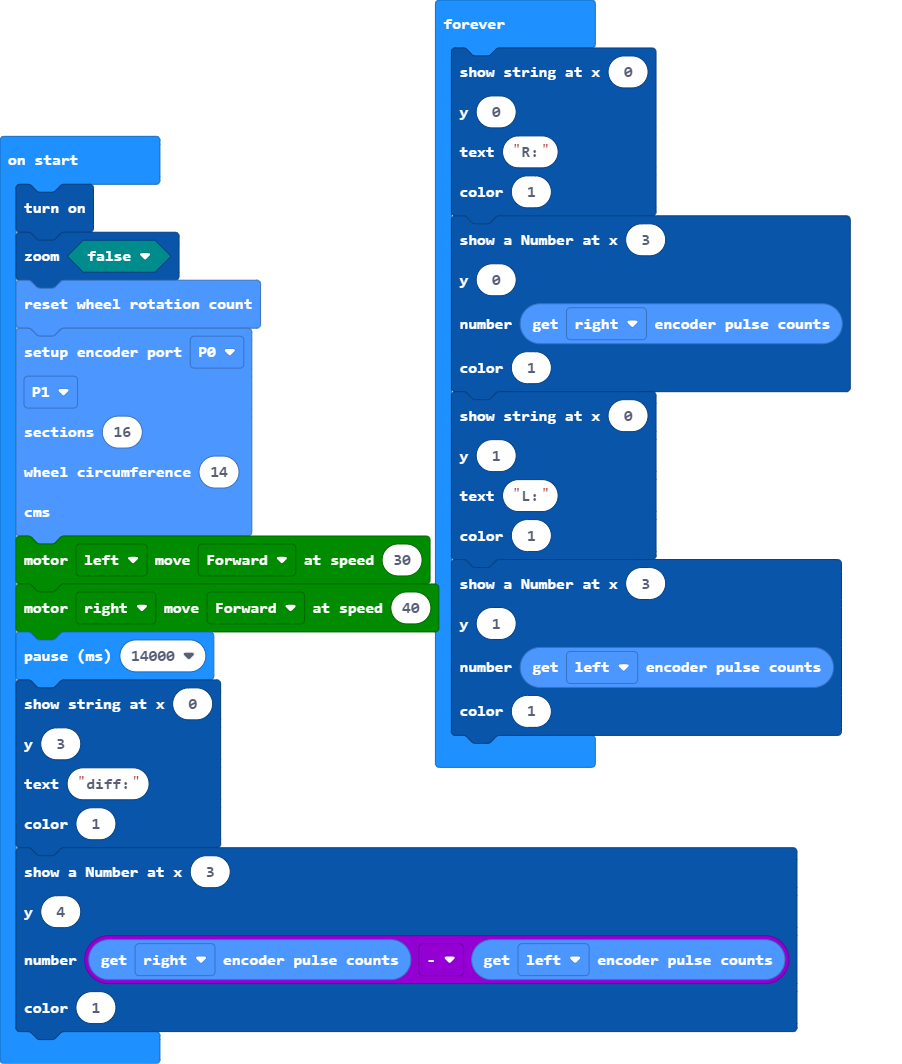 on start
turn on
zoom false
reset wheel rotation count
setup encoder port P0
P1
sections 16
wheel circumference 14
cms
motor left move Forward at speed 30
motor right move Forward at speed 40
pause (ms) 14000
show string at x 0
y 3
text "diff:"
color 1
show a Number at x 3
y 4
number get right encoder pulse counts - get left encoder pulse counts
color 1
forever
show string at x 0
y 0
text "R:"
color 1
show a Number at x 3
y 0
number get right encoder pulse counts
color 1
show string at x 0
y 1
text "L:"
color 1
show a Number at x 3
y 1
number get left encoder pulse counts
color 1